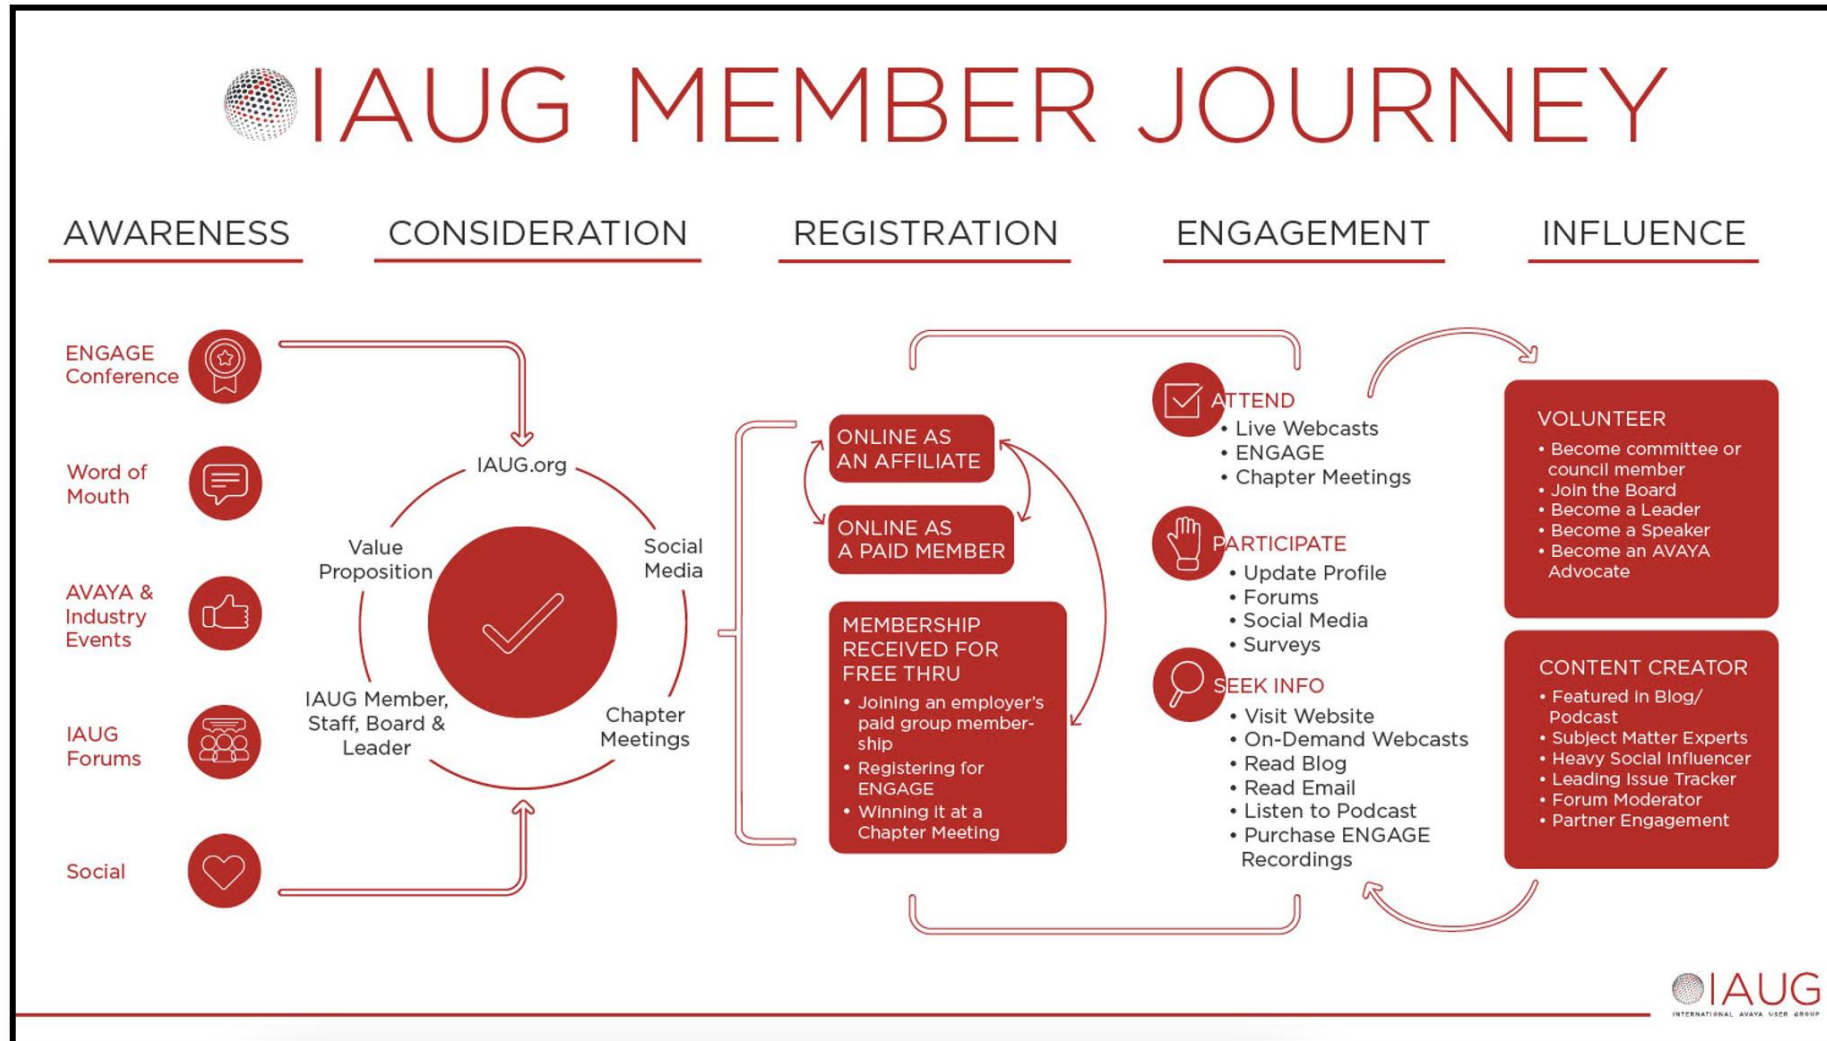 IAUG MEMBER JOURNEY
AWARENESS
ENGAGE
Conference
Word of
Mouth
AVAYA &
Industry
Events
IAUG
Forums
Social
CONSIDERATION
IAUG.org
Social
Media
Chapter
Meetings
IAUG Member,
Staff, Board &
Leader
Value
Proposition
REGISTRATION
ONLINE AS
AN AFFILIATE
ONLINE AS
A PAID MEMBER
MEMBERSHIP
RECEIVED FOR
FREE THRU
• Joining an employer's
paid group member-
ship
• Registering for
ENGAGE
• Winning it at a
Chapter Meeting
ENGAGEMENT
ATTEND
• Live Webcasts
• ENGAGE
• Chapter Meetings
PARTICIPATE
• Update Profile
• Forums
• Social Media
• Surveys
SEEK INFO
• Visit Website
• On-Demand Webcasts
• Read Blog
• Read Email
• Listen to Podcast
• Purchase ENGAGE
Recordings
INFLUENCE
VOLUNTEER
• Become committee or
council member
• Join the Board
• Become a Leader
• Become a Speaker
• Become an AVAYA
Advocate
CONTENT CREATOR
• Featured in Blog/
Podcast
• Subject Matter Experts
• Heavy Social Influencer
• Leading Issue Tracker
• Forum Moderator
• Partner Engagement
IAUG
INTERNATIONAL AVAYA USER GROUP